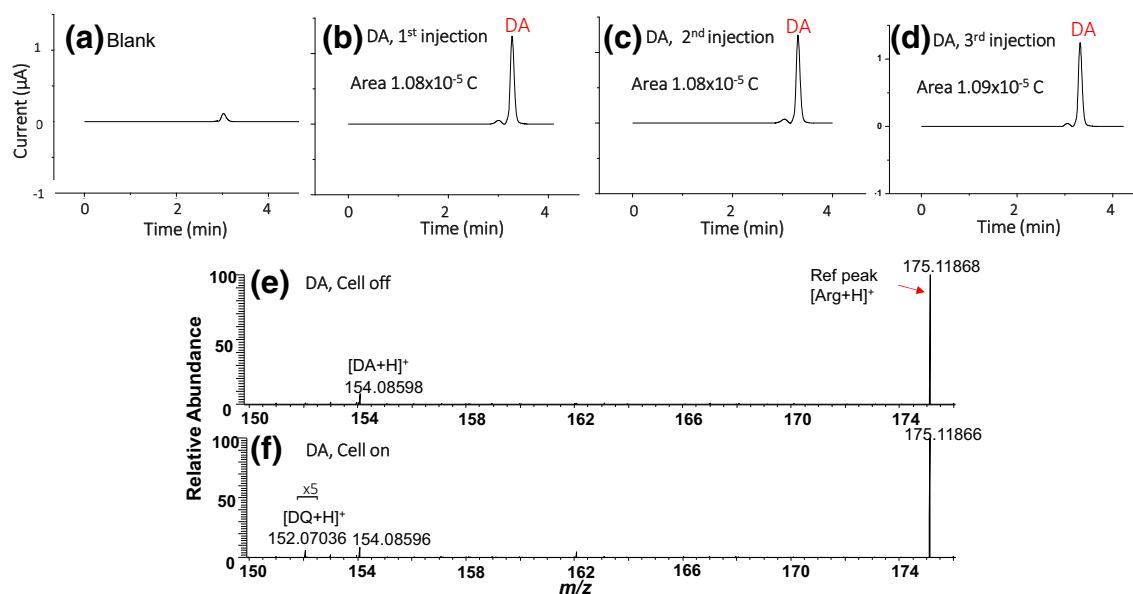 (a) Blank
Current (µA)
1
0
-1
0 2 4
Time (min)
(b) DA, 1st injection
DA
Area 1.08x10-5 C
0 2 4
Time (min)
(c) DA, 2nd injection
DA
Area 1.08x10-5 C
0 2 4
Time (min)
(d) DA, 3rd injection
DA
Area 1.09x10-5 C
1
0
-1
0 2 4
Time (min)
Relative Abundance
(e) DA, Cell off
100
50
0
[DA+H]+
154.08598
Ref peak
[Arg+H]+
175.11868
150 154 158 162 166 170 174
(f) DA, Cell on
100
50
0
x5
[DQ+H]+
152.07036 154.08596
175.11866
150 154 158 162 166 170 174
m/z